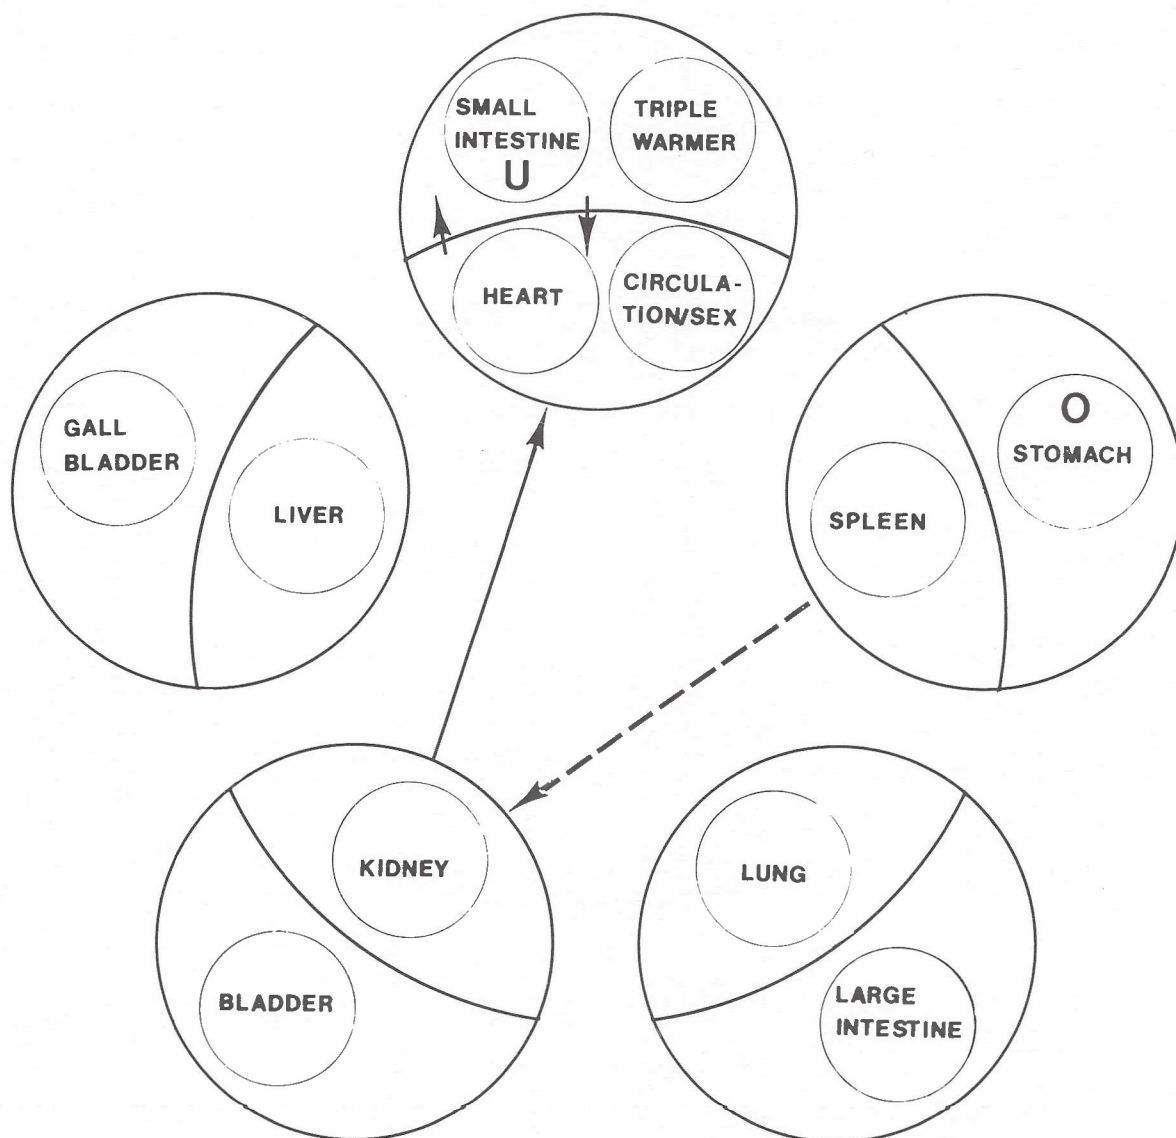 SMALL
INTESTINE
U
TRIPLE
WARMER
HEART
CIRCULA-
TION/SEX
GALL
BLADDER
LIVER
O
STOMACH
SPLEEN
KIDNEY
BLADDER
LUNG
LARGE
INTESTINE